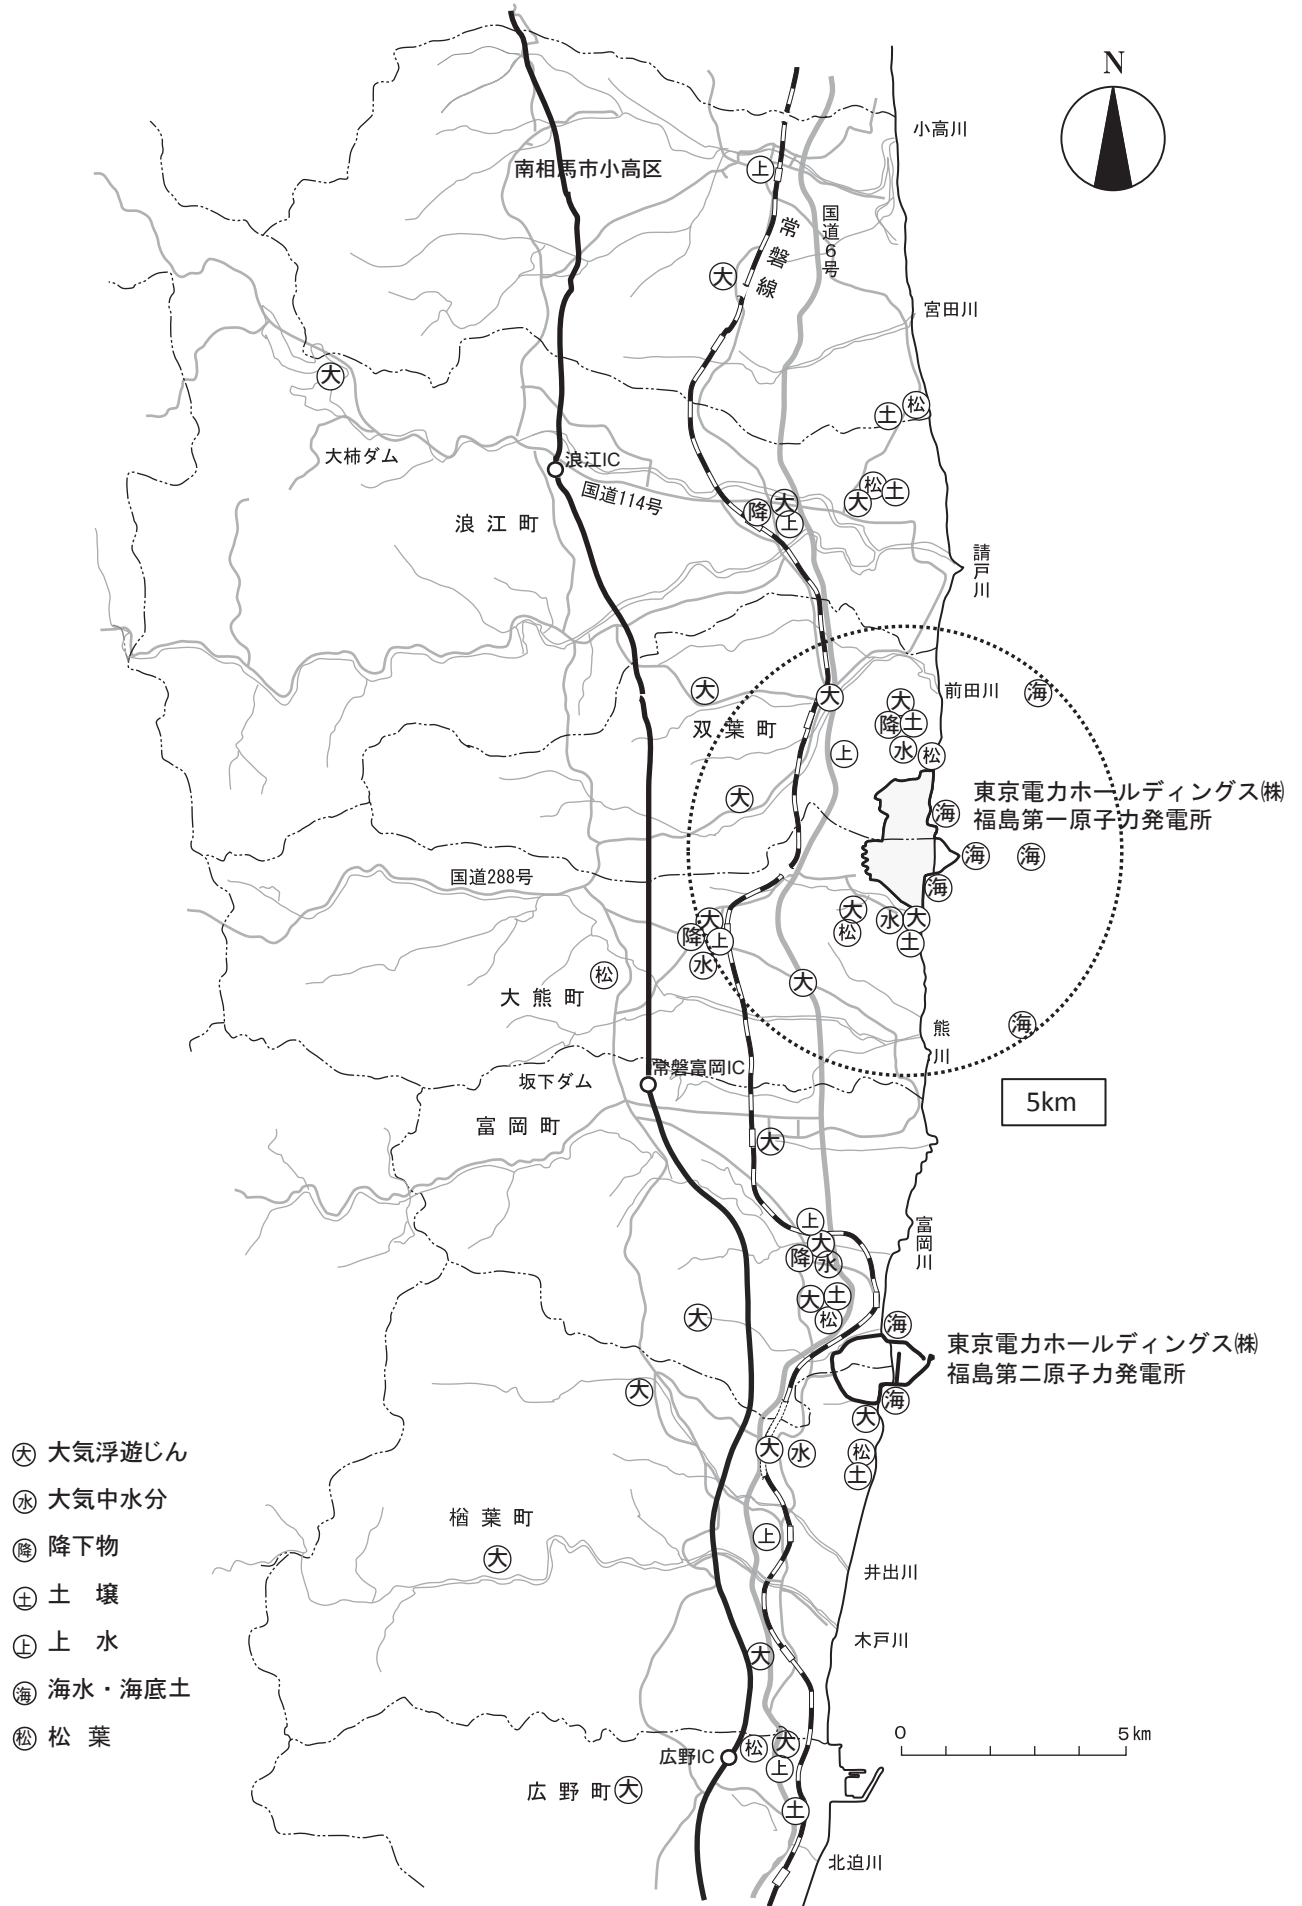 N
小高川
南相馬市小高区
上
国道6号
常磐線
大
宮田川
大
松
土
大柿ダム
浪江IC
国道114号
松
土
大
大
降
上
浪江町
請戸川
大
大
前田川
海
大
降
土
双葉町
上
水
松
大
東京電力ホールディングス㈱
福島第一原子力発電所
海
海
海
海
国道288号
大
降
上
水
大
松
水
大
土
松
大
大熊町
海
熊川
常磐富岡IC
坂下ダム
5km
富岡町
大
上
大
降
水
富岡川
大
土
松
大
海
東京電力ホールディングス㈱
福島第二原子力発電所
大
海
大
大
水
松
土
大 大気浮遊じん
水 大気中水分
降 降下物
土 土 壌
上 上 水
海 海水・海底土
松 松 葉
楢葉町
大
上
井出川
木戸川
大
0 5km
広野IC
松
大
上
広野町
大
土
北迫川